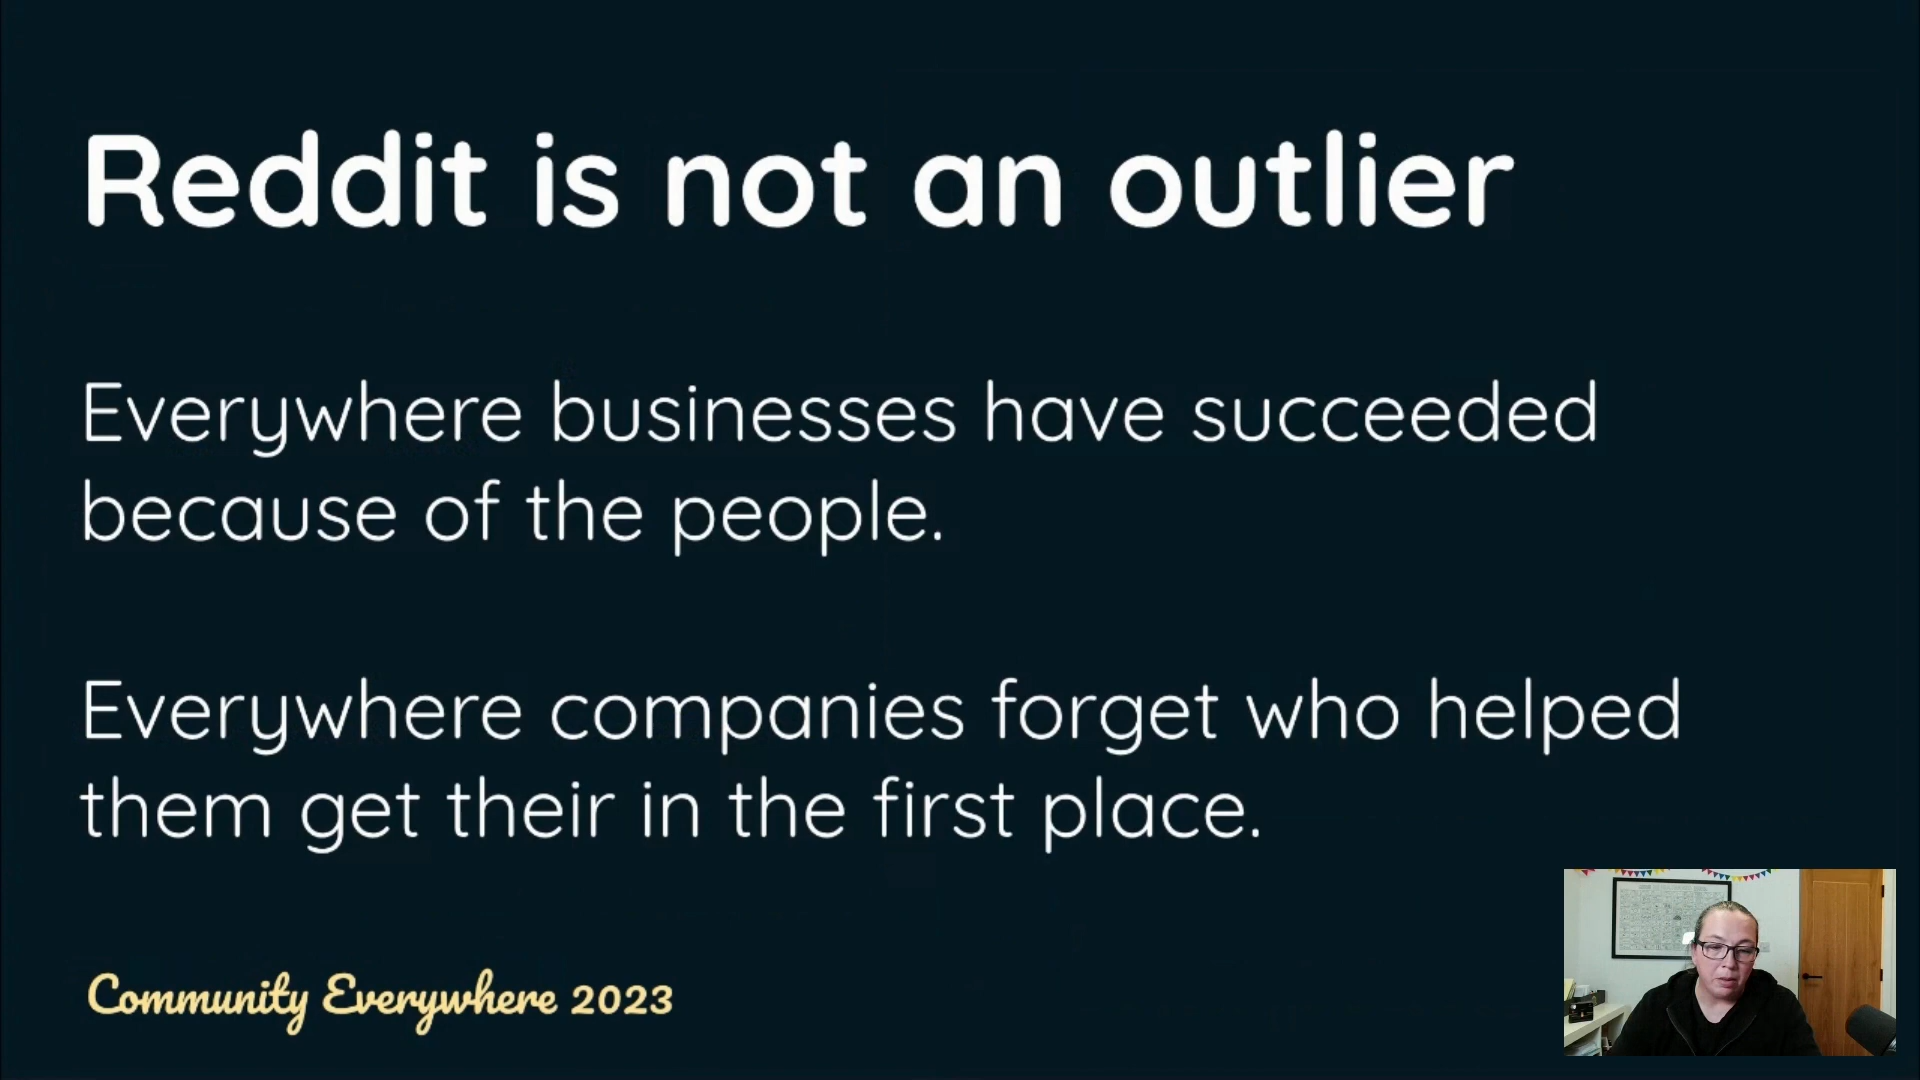 Reddit is not an outlier
Everywhere businesses have succeeded
because of the people.
Everywhere companies forget who helped
them get their in the first place.
Community Everywhere 2023